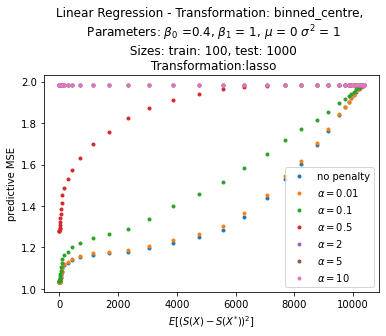 Linear Regression - Transformation: binned_centre,
Parameters: β0 =0.4, β1 = 1, μ = 0 σ² = 1
Sizes: train: 100, test: 1000
Transformation:lasso
2.0
1.8
1.6
1.4
1.2
1.0
predictive MSE
no penalty
α = 0.01
α = 0.1
α = 0.5
α = 2
α = 5
α = 10
0 2000 4000 6000 8000 10000
E[(S(X) − S(X*))²]